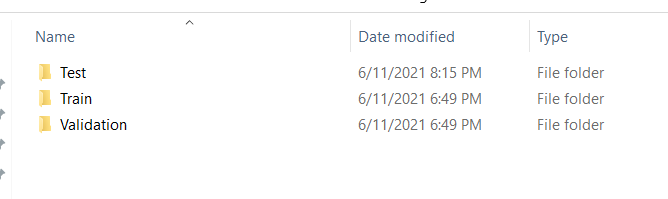 Name Date modified Type
Test 6/11/2021 8:15 PM File folder
Train 6/11/2021 6:49 PM File folder
Validation 6/11/2021 6:49 PM File folder